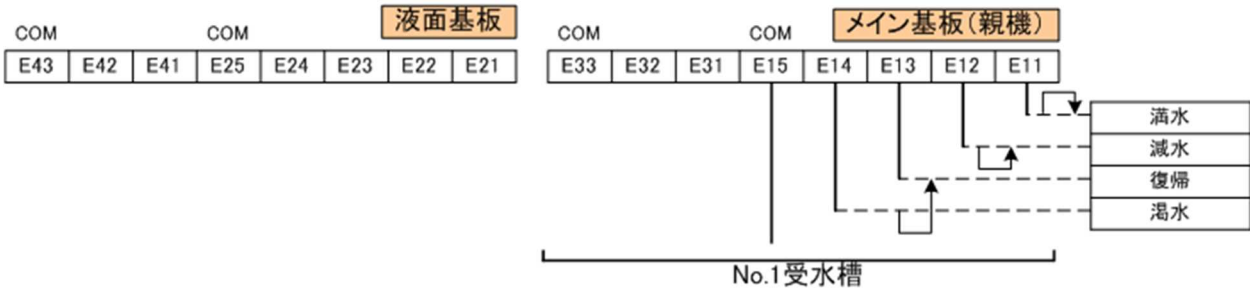 液面基板
メイン基板(親機)
COM COM COM COM
E43 E42 E41 E25 E24 E23 E22 E21 E33 E32 E31 E15 E14 E13 E12 E11
満水
減水
復帰
渇水
No.1受水槽